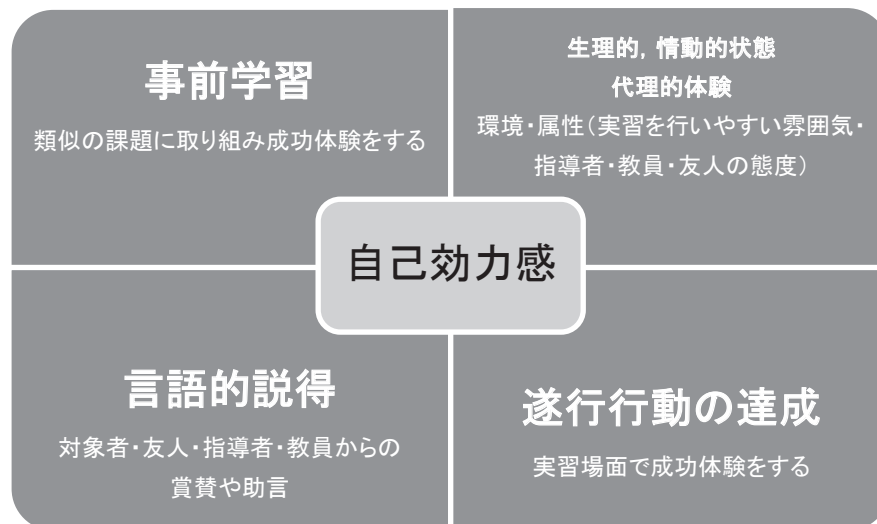 事前学習
類似の課題に取り組み成功体験をする
生理的，情動的状態
代理的体験
環境・属性（実習を行いやすい雰囲気・
指導者・教員・友人の態度）
自己効力感
言語的説得
対象者・友人・指導者・教員からの
賞賛や助言
遂行行動の達成
実習場面で成功体験をする